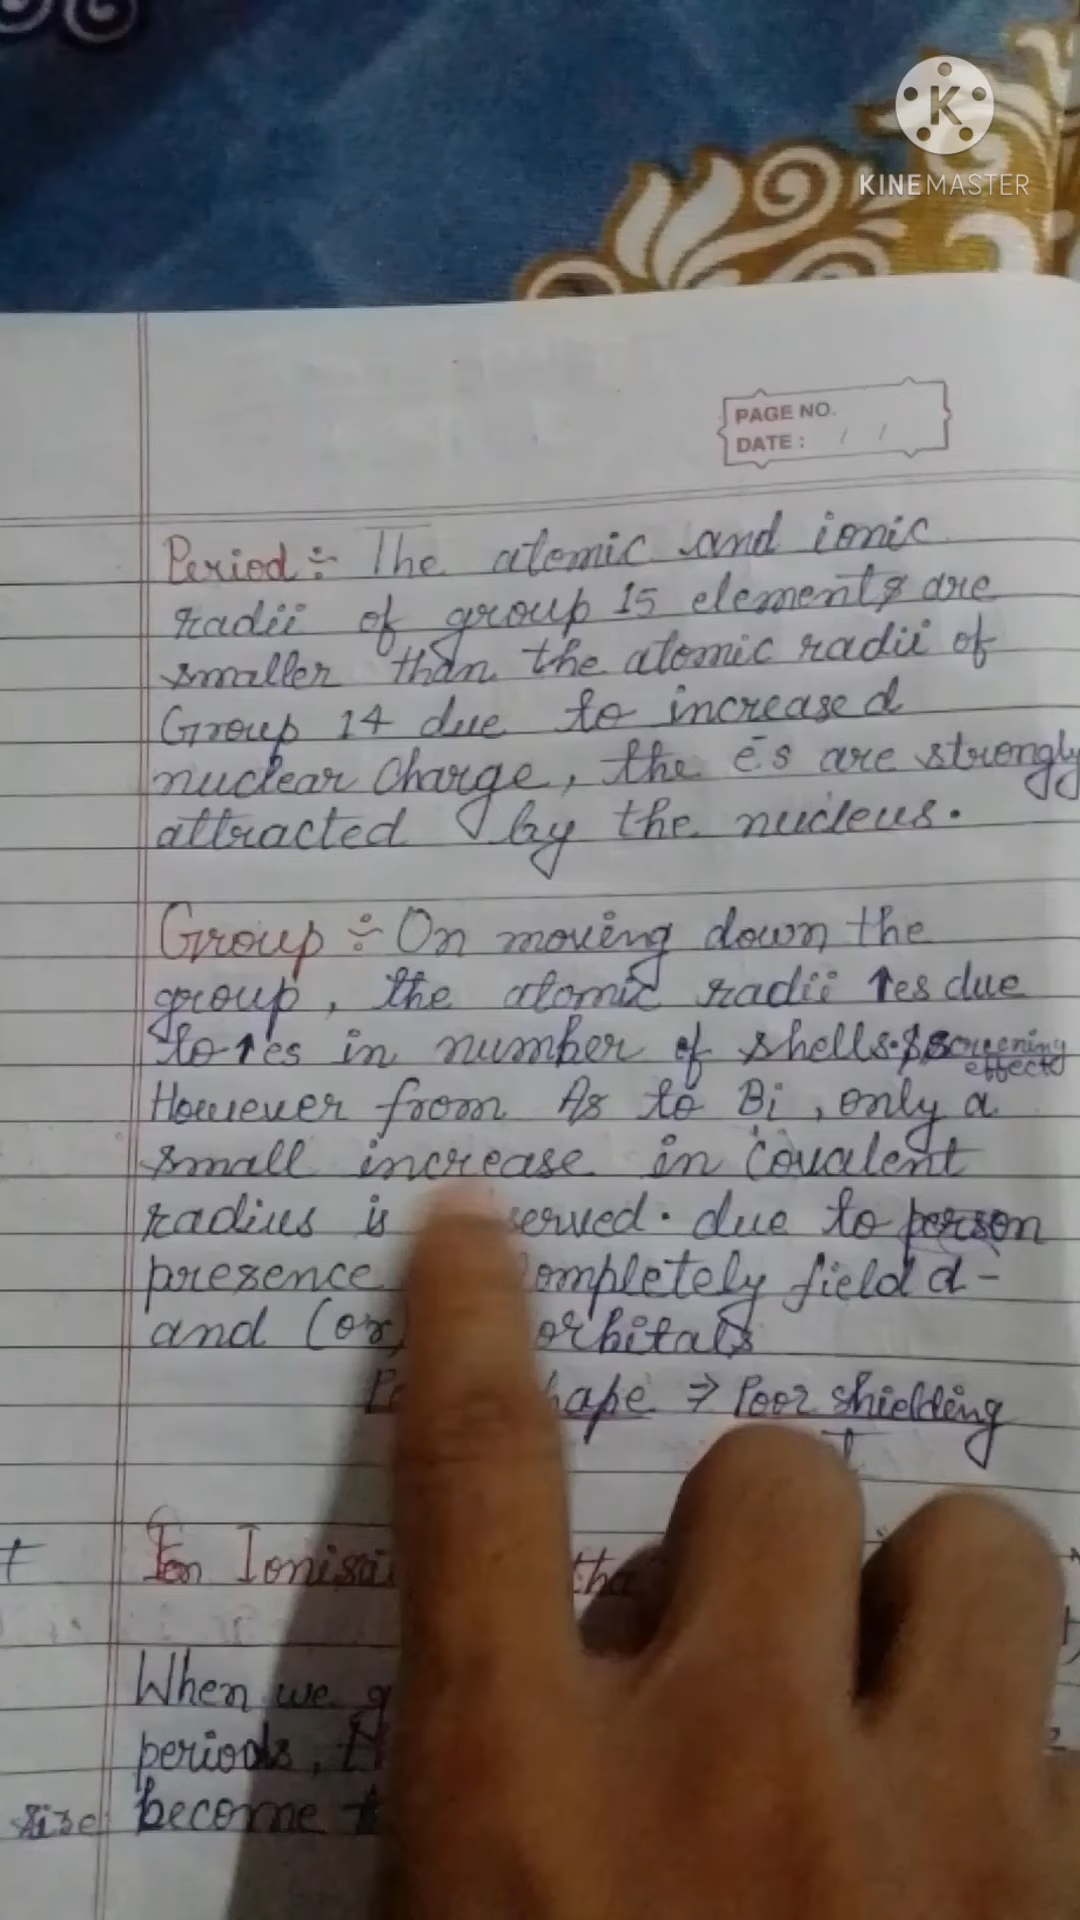 KINEMASTER
PAGE NO.
DATE : / /
Period ÷ The atomic and ionic
radii of group 15 elements are
smaller than the atomic radii of
Group 14 due to increased
nuclear charge, the e⁻s are strongly
attracted by the nucleus.
Group ÷ On moving down the
group, the atomic radii ↑es due
to ↑es in number of shells. & screening
effect
However from As to Bi, only a
small increase in covalent
radius is served. due to person
presence ompletely field d-
and (or) orbitals
hape ⇒ Poor shielding
Ionisa
When we g
periods,
size become